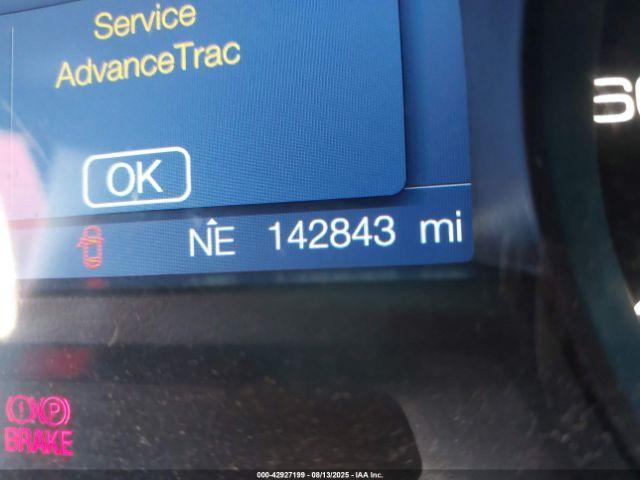 Service
AdvanceTrac
OK
NE 142843 mi
(!) (P)
BRAKE
000-42927199 - 08/13/2025 - IAA Inc.